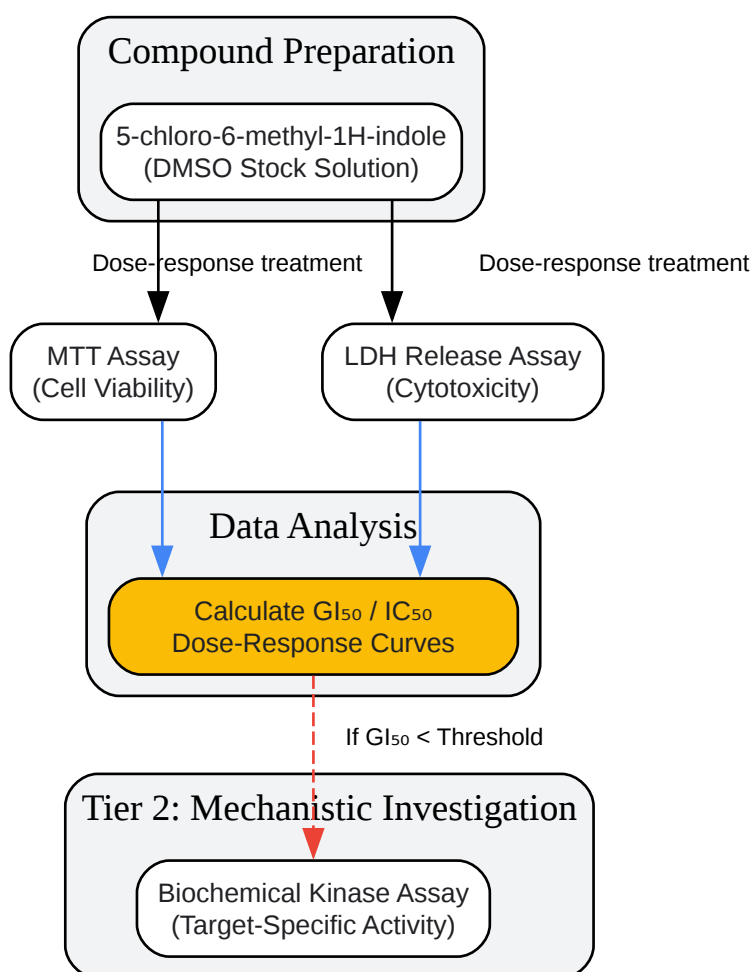 Compound Preparation
5-chloro-6-methyl-1H-indole
(DMSO Stock Solution)
Dose-response treatment
Dose-response treatment
MTT Assay
(Cell Viability)
LDH Release Assay
(Cytotoxicity)
Data Analysis
Calculate GI₅₀ / IC₅₀
Dose-Response Curves
If GI₅₀ < Threshold
Tier 2: Mechanistic Investigation
Biochemical Kinase Assay
(Target-Specific Activity)